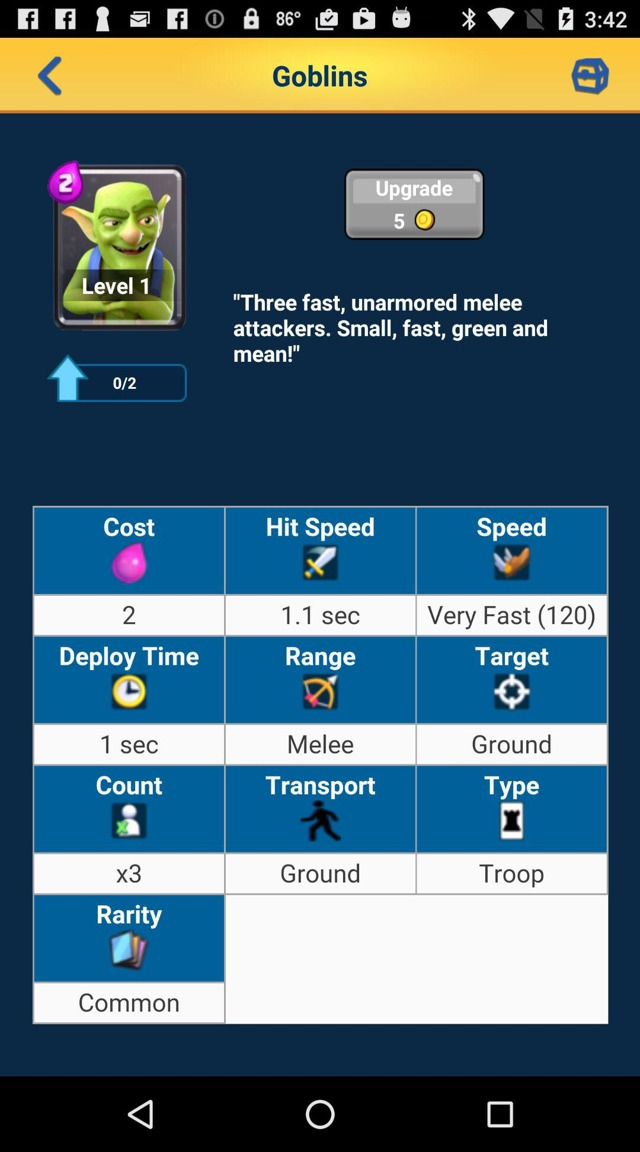 86° 3:42
Goblins
2
Level 1
Upgrade
5
"Three fast, unarmored melee
attackers. Small, fast, green and
mean!"
0/2
Cost Hit Speed Speed
2 1.1 sec Very Fast (120)
Deploy Time Range Target
1 sec Melee Ground
Count Transport Type
x3 Ground Troop
Rarity
Common